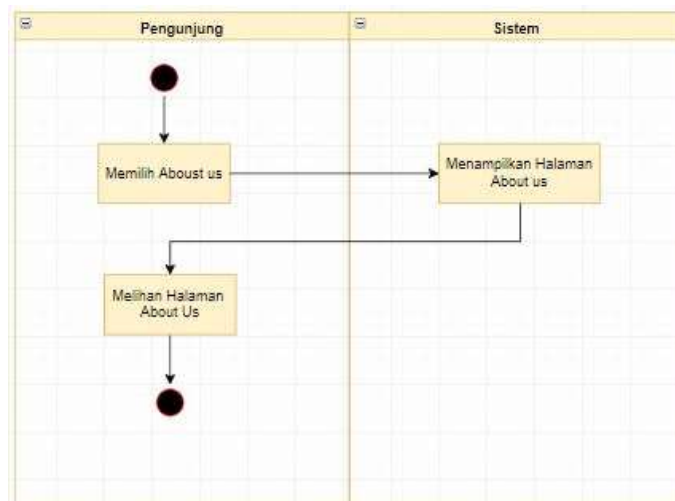 Pengunjung
Sistem
Memilih Aboust us
Menampilkan Halaman
About us
Melihan Halaman
About Us